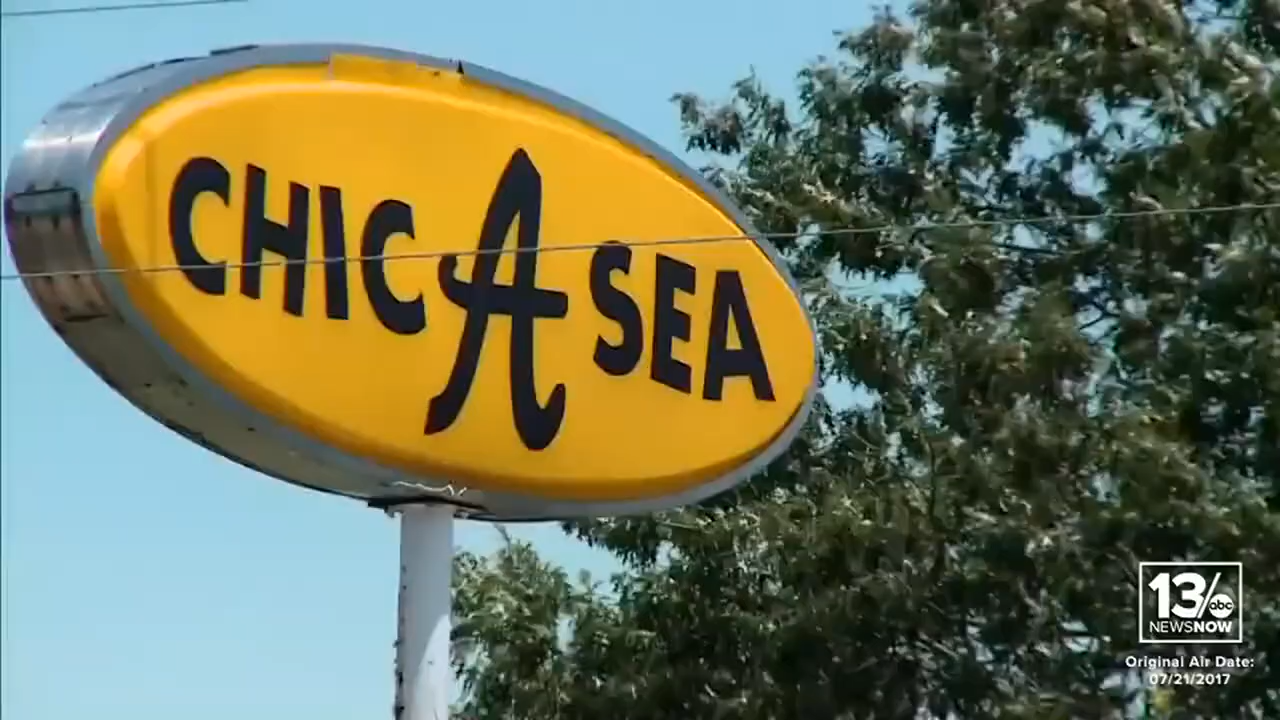 CHIC A SEA
13/abc
NEWSNOW
Original Air Date:
07/21/2017